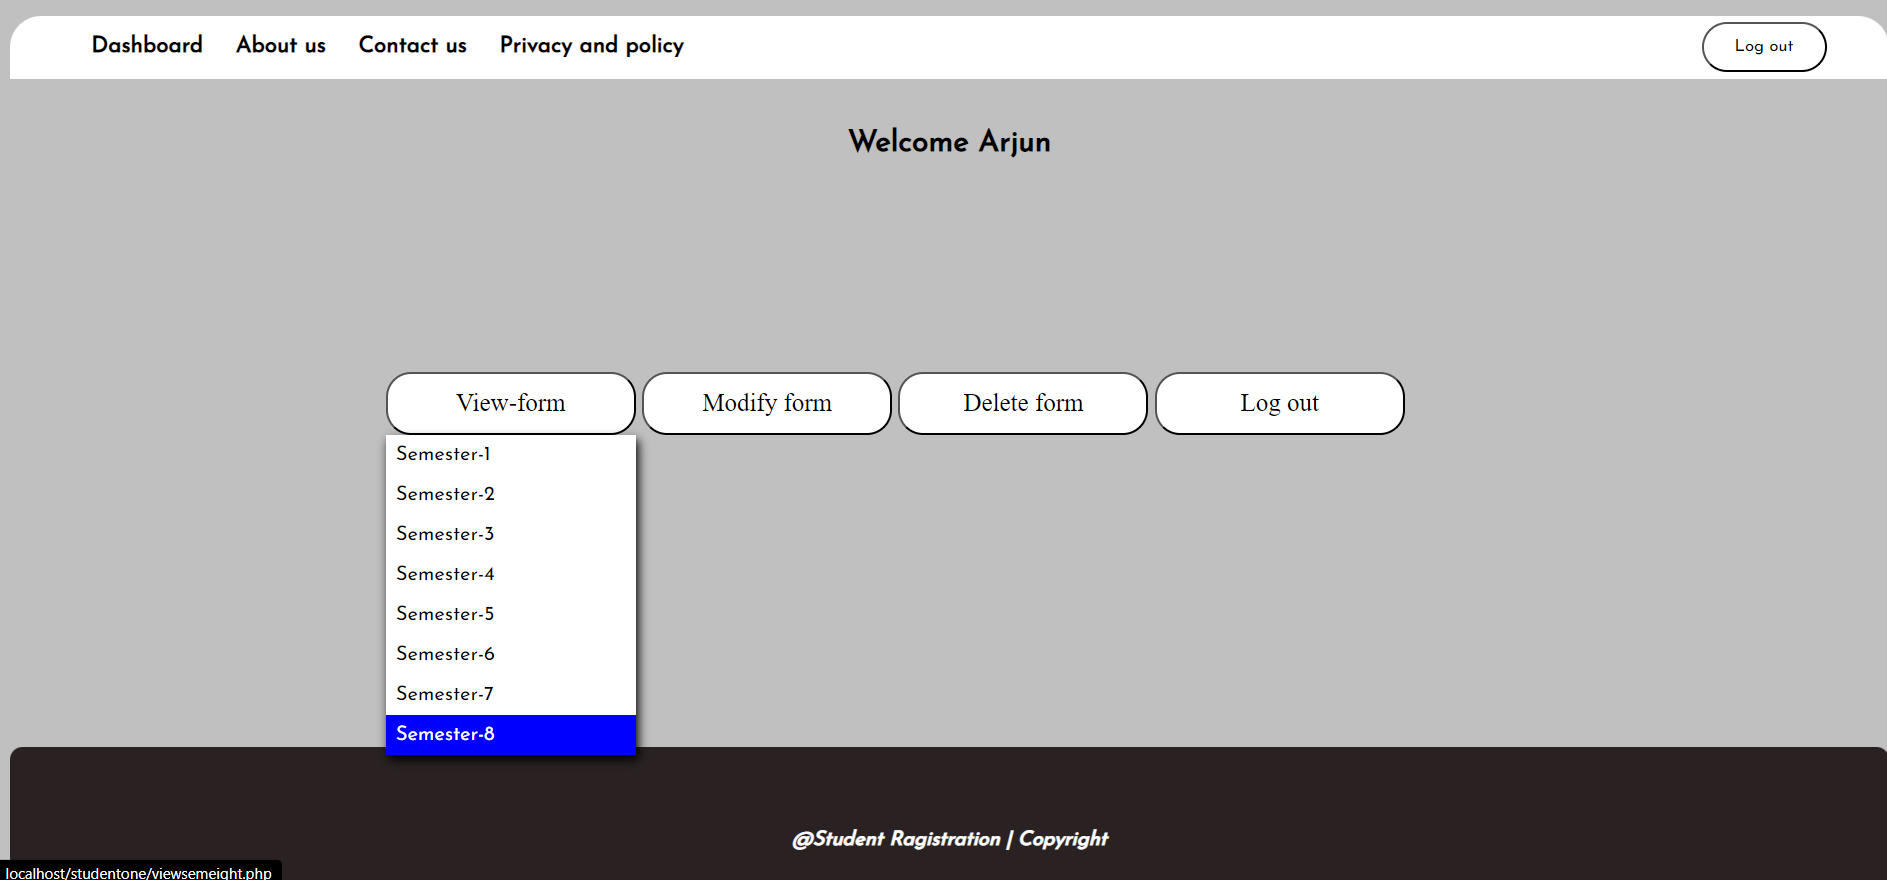 Dashboard About us Contact us Privacy and policy Log out
Welcome Arjun
View-form Modify form Delete form Log out
Semester-1
Semester-2
Semester-3
Semester-4
Semester-5
Semester-6
Semester-7
Semester-8
@Student Ragistration | Copyright
localhost/studentone/viewsemeight.php